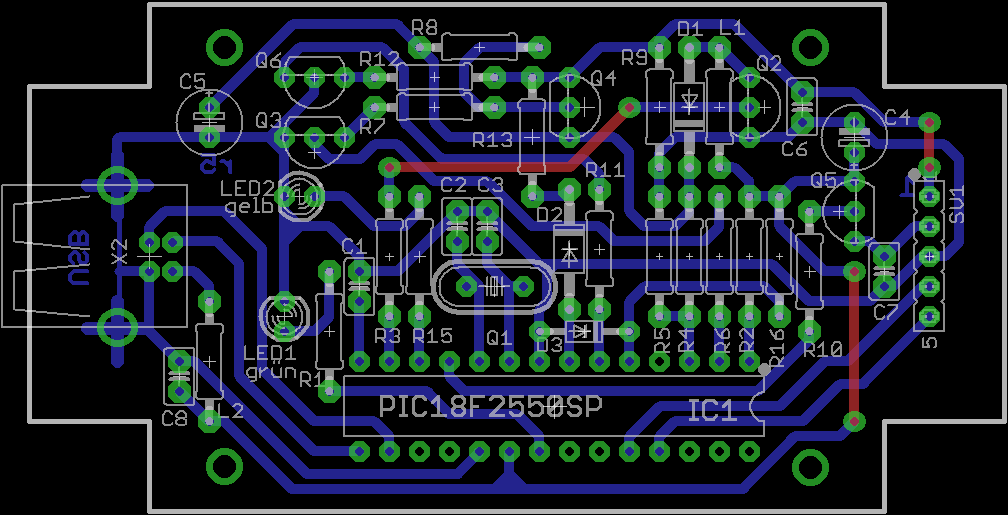 R8
D1 L1
R9
Q6
R12
Q2
Q4
C5
Q3
R7
R13
C6
C4
R11
Q5
1
SV1
LED2
gelb
C2 C3
D2
USB
X2
C1
C7
R3 R15
Q1
D3
R5
R4
R6
R2
R16
R10
5
LED1
grün
R1
PIC18F2550SP
IC1
C8
L2